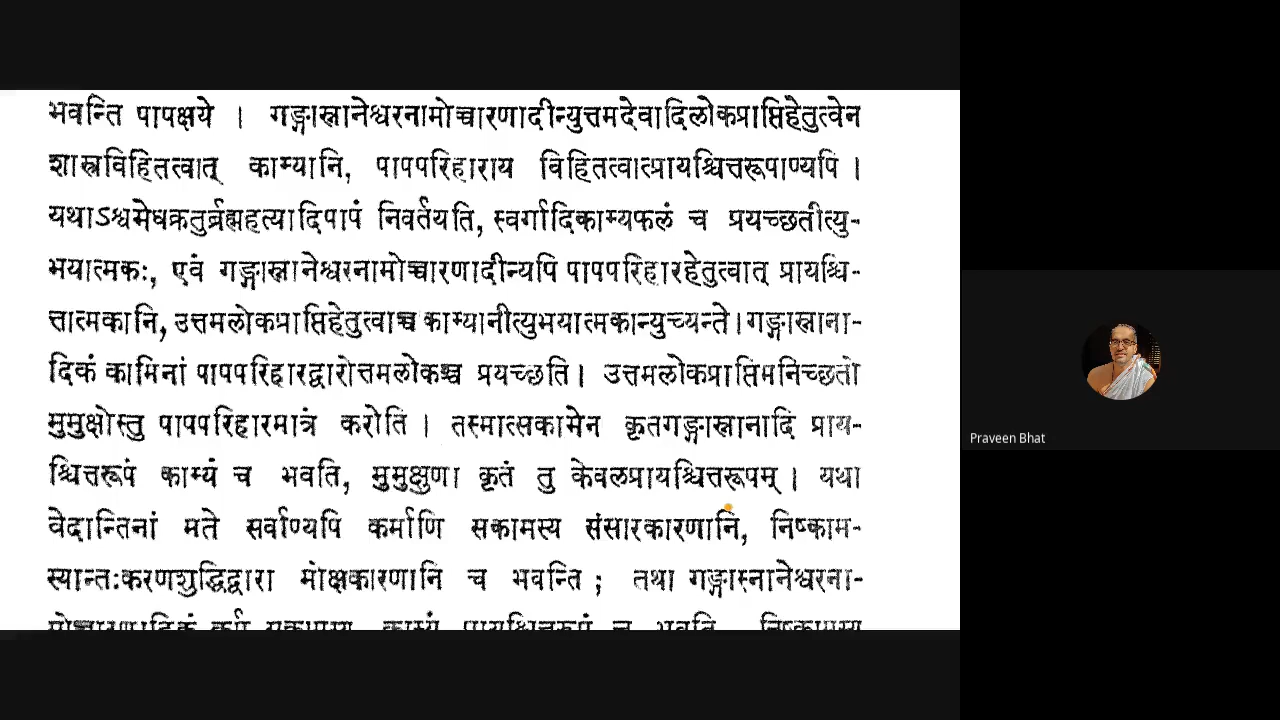 भवन्ति पापक्षये । गङ्गास्नानेश्वरनामोच्चारणादीन्युत्तमदेवादिलोकप्राप्तिहेतुत्वेन
शास्त्रविहितत्वात् काम्यानि, पापपरिहाराय विहितत्वात्प्रायश्चित्तरूपाण्यपि ।
यथाऽश्वमेधक्रतुर्ब्रह्महत्यादिपापं निवर्तयति, स्वर्गादिकाम्यफलं च प्रयच्छतीत्यु-
भयात्मकः, एवं गङ्गास्नानेश्वरनामोच्चारणादीन्यपि पापपरिहारहेतुत्वात् प्रायश्चि-
त्तात्मकानि, उत्तमलोकप्राप्तिहेतुत्वाच्च काम्यानीत्युभयात्मकान्युच्यन्ते । गङ्गास्नाना-
दिकं कामिनां पापपरिहारद्वारोत्तमलोकञ्च प्रयच्छति । उत्तमलोकप्राप्तिमनिच्छतो
मुमुक्षोस्तु पापपरिहारमात्रं करोति । तस्मात्सकामेन कृतगङ्गास्नानादि प्राय-
श्चित्तरूपं काम्यं च भवति, मुमुक्षुणा कृतं तु केवलप्रायश्चित्तरूपम् । यथा
वेदान्तिनां मते सर्वाण्यपि कर्माणि सकामस्य संसारकारणानि, निष्काम-
स्यान्तःकरणशुद्धिद्वारा मोक्षकारणानि च भवन्ति ; तथा गङ्गास्नानेश्वरना-
Praveen Bhat